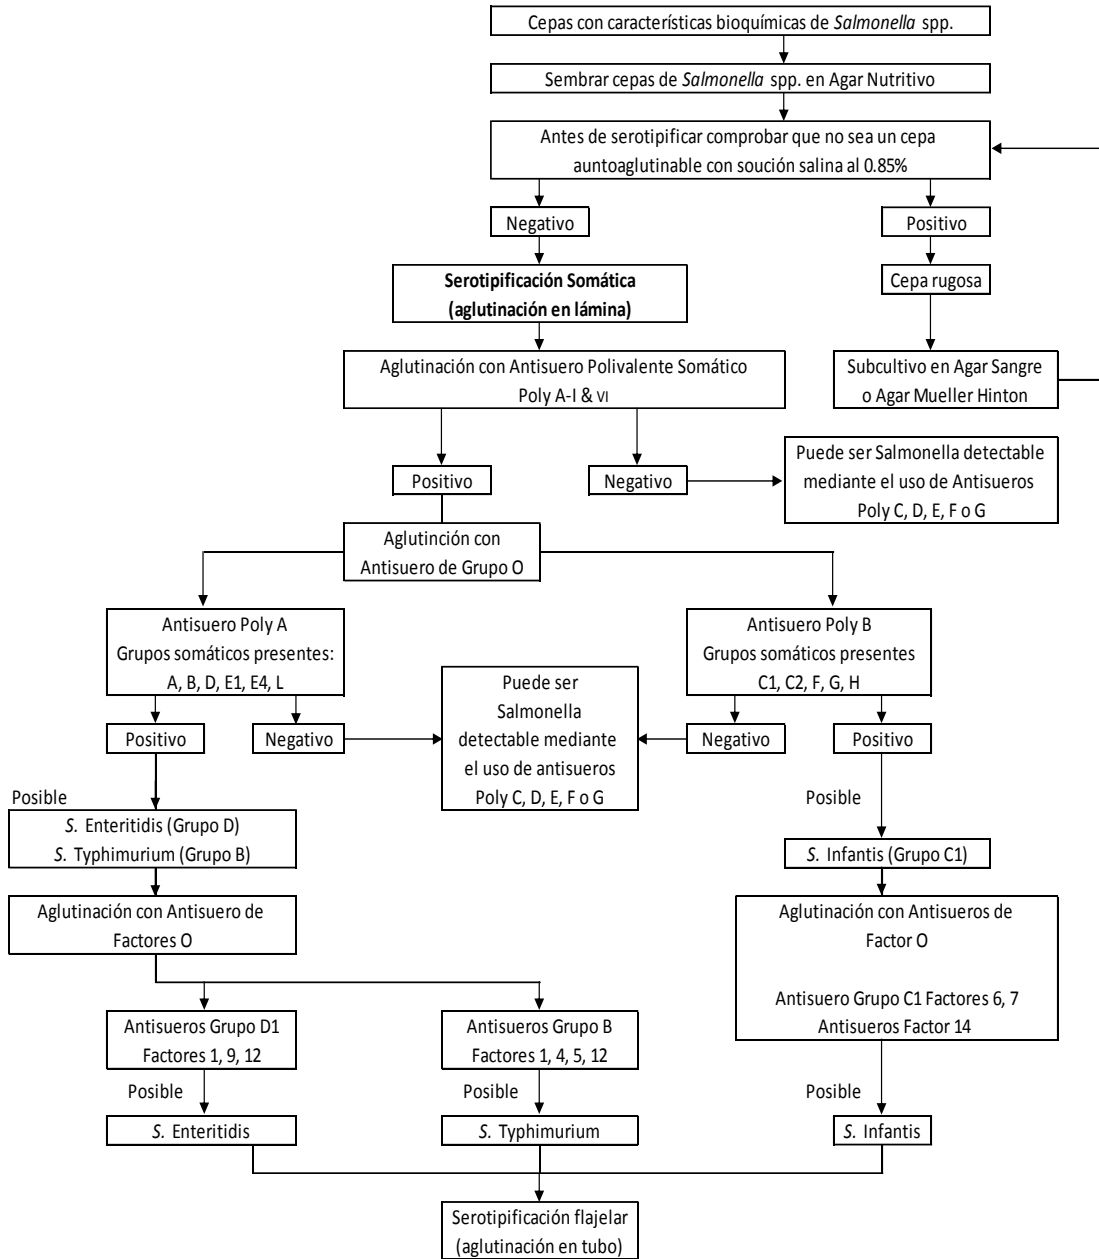 Cepas con características bioquímicas de Salmonella spp.
Sembrar cepas de Salmonella spp. en Agar Nutritivo
Antes de serotipificar comprobar que no sea un cepa
auntoaglutinable con soución salina al 0.85%
Negativo
Positivo
Serotipificación Somática
(aglutinación en lámina)
Cepa rugosa
Aglutinación con Antisuero Polivalente Somático
Poly A-I & VI
Subcultivo en Agar Sangre
o Agar Mueller Hinton
Positivo
Negativo
Puede ser Salmonella detectable
mediante el uso de Antisueros
Poly C, D, E, F o G
Aglutinción con
Antisuero de Grupo O
Antisuero Poly A
Grupos somáticos presentes:
A, B, D, E1, E4, L
Antisuero Poly B
Grupos somáticos presentes
C1, C2, F, G, H
Puede ser
Salmonella
detectable mediante
el uso de antisueros
Poly C, D, E, F o G
Positivo
Negativo
Negativo
Positivo
Posible
S. Enteritidis (Grupo D)
S. Typhimurium (Grupo B)
Posible
S. Infantis (Grupo C1)
Aglutinación con Antisuero de
Factores O
Aglutinación con Antisueros de
Factor O
Antisuero Grupo C1 Factores 6, 7
Antisueros Factor 14
Antisueros Grupo D1
Factores 1, 9, 12
Antisueros Grupo B
Factores 1, 4, 5, 12
Posible
Posible
Posible
S. Enteritidis
S. Typhimurium
S. Infantis
Serotipificación flajelar
(aglutinación en tubo)